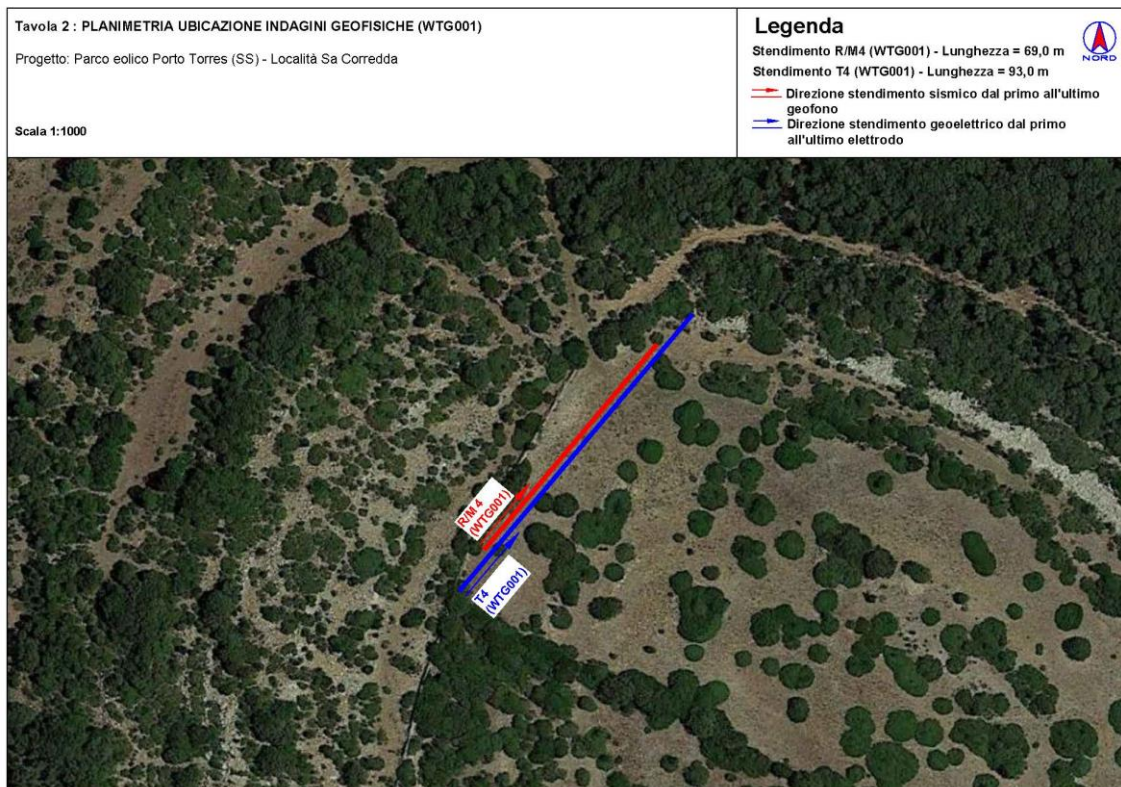 Tavola 2 : PLANIMETRIA UBICAZIONE INDAGINI GEOFISICHE (WTG001)
Progetto: Parco eolico Porto Torres (SS) - Località Sa Corredda
Scala 1:1000
Legenda
NORD
Stendimento R/M4 (WTG001) - Lunghezza = 69,0 m
Stendimento T4 (WTG001) - Lunghezza = 93,0 m
Direzione stendimento sismico dal primo all'ultimo
geofono
Direzione stendimento geoelettrico dal primo
all'ultimo elettrodo
R/M 4
(WTG001)
T4
(WTG001)